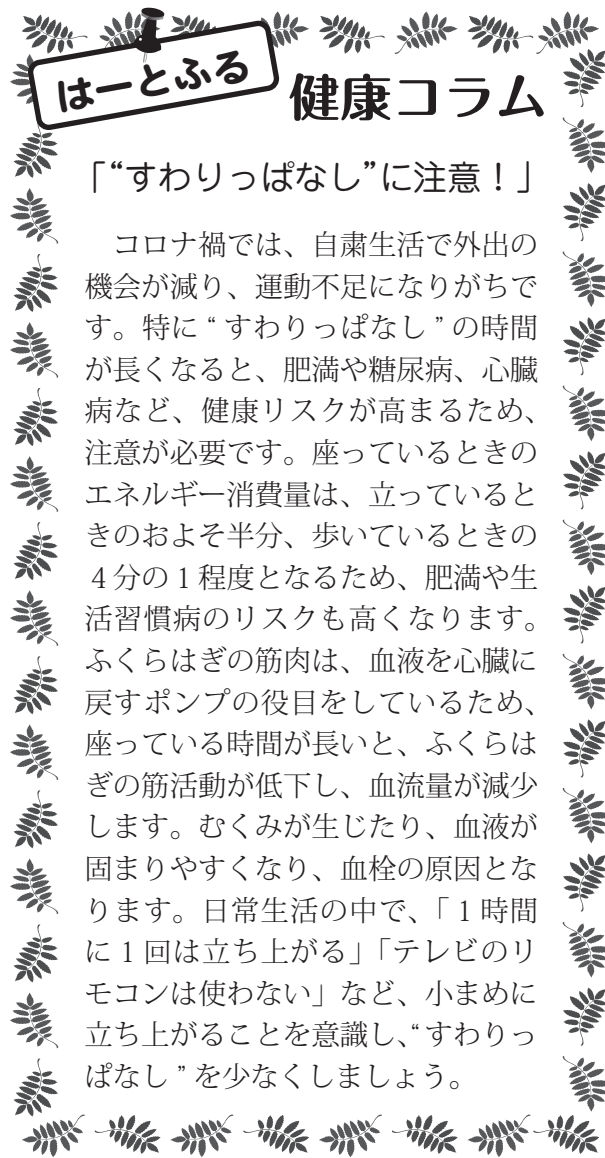 はーとふる
健康コラム
「“すわりっぱなし”に注意！」
　コロナ禍では、自粛生活で外出の
機会が減り、運動不足になりがちで
す。特に“すわりっぱなし”の時間
が長くなると、肥満や糖尿病、心臓
病など、健康リスクが高まるため、
注意が必要です。座っているときの
エネルギー消費量は、立っていると
きのおよそ半分、歩いているときの
４分の１程度となるため、肥満や生
活習慣病のリスクも高くなります。
ふくらはぎの筋肉は、血液を心臓に
戻すポンプの役目をしているため、
座っている時間が長いと、ふくらは
ぎの筋活動が低下し、血流量が減少
します。むくみが生じたり、血液が
固まりやすくなり、血栓の原因とな
ります。日常生活の中で、「１時間
に１回は立ち上がる」「テレビのリ
モコンは使わない」など、小まめに
立ち上がることを意識し、“すわりっ
ぱなし”を少なくしましょう。